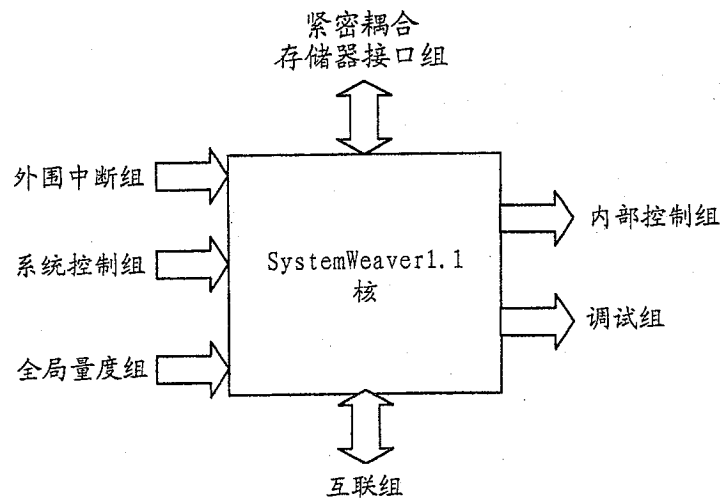 紧密耦合
存储器接口组
外围中断组
内部控制组
系统控制组
SystemWeaver1.1
核
调试组
全局量度组
互联组